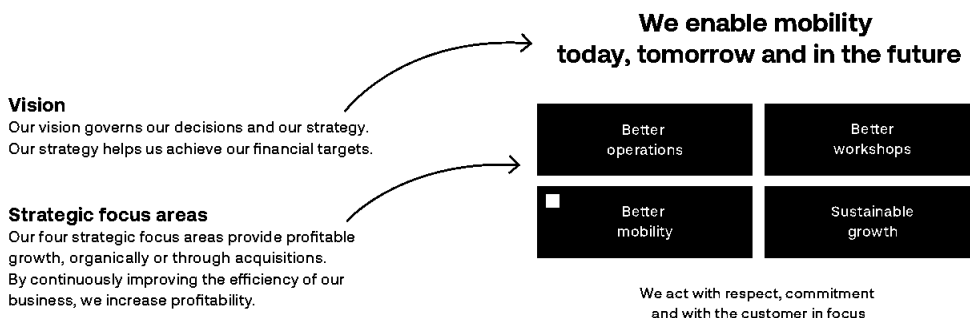 We enable mobility
today, tomorrow and in the future
Vision
Our vision governs our decisions and our strategy.
Our strategy helps us achieve our financial targets.
Strategic focus areas
Our four strategic focus areas provide profitable
growth, organically or through acquisitions.
By continuously improving the efficiency of our
business, we increase profitability.
Better
operations
Better
workshops
Better
mobility
Sustainable
growth
We act with respect, commitment
and with the customer in focus